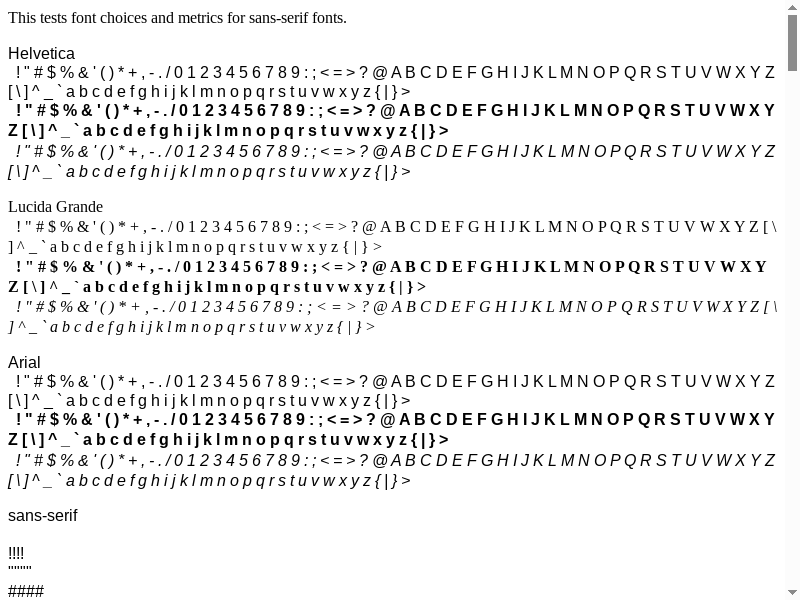 This tests font choices and metrics for sans-serif fonts.
Helvetica
! " # $ % & ' ( ) * + , - . / 0 1 2 3 4 5 6 7 8 9 : ; < = > ? @ A B C D E F G H I J K L M N O P Q R S T U V W X Y Z
[ \ ] ^ _ ` a b c d e f g h i j k l m n o p q r s t u v w x y z { | } >
! " # $ % & ' ( ) * + , - . / 0 1 2 3 4 5 6 7 8 9 : ; < = > ? @ A B C D E F G H I J K L M N O P Q R S T U V W X Y
Z [ \ ] ^ _ ` a b c d e f g h i j k l m n o p q r s t u v w x y z { | } >
! " # $ % & ' ( ) * + , - . / 0 1 2 3 4 5 6 7 8 9 : ; < = > ? @ A B C D E F G H I J K L M N O P Q R S T U V W X Y Z
[ \ ] ^ _ ` a b c d e f g h i j k l m n o p q r s t u v w x y z { | } >
Lucida Grande
! " # $ % & ' ( ) * + , - . / 0 1 2 3 4 5 6 7 8 9 : ; < = > ? @ A B C D E F G H I J K L M N O P Q R S T U V W X Y Z [ \
] ^ _ ` a b c d e f g h i j k l m n o p q r s t u v w x y z { | } >
! " # $ % & ' ( ) * + , - . / 0 1 2 3 4 5 6 7 8 9 : ; < = > ? @ A B C D E F G H I J K L M N O P Q R S T U V W X Y
Z [ \ ] ^ _ ` a b c d e f g h i j k l m n o p q r s t u v w x y z { | } >
! " # $ % & ' ( ) * + , - . / 0 1 2 3 4 5 6 7 8 9 : ; < = > ? @ A B C D E F G H I J K L M N O P Q R S T U V W X Y Z [ \
] ^ _ ` a b c d e f g h i j k l m n o p q r s t u v w x y z { | } >
Arial
! " # $ % & ' ( ) * + , - . / 0 1 2 3 4 5 6 7 8 9 : ; < = > ? @ A B C D E F G H I J K L M N O P Q R S T U V W X Y Z
[ \ ] ^ _ ` a b c d e f g h i j k l m n o p q r s t u v w x y z { | } >
! " # $ % & ' ( ) * + , - . / 0 1 2 3 4 5 6 7 8 9 : ; < = > ? @ A B C D E F G H I J K L M N O P Q R S T U V W X Y
Z [ \ ] ^ _ ` a b c d e f g h i j k l m n o p q r s t u v w x y z { | } >
! " # $ % & ' ( ) * + , - . / 0 1 2 3 4 5 6 7 8 9 : ; < = > ? @ A B C D E F G H I J K L M N O P Q R S T U V W X Y Z
[ \ ] ^ _ ` a b c d e f g h i j k l m n o p q r s t u v w x y z { | } >
sans-serif
!!!!
""""
####